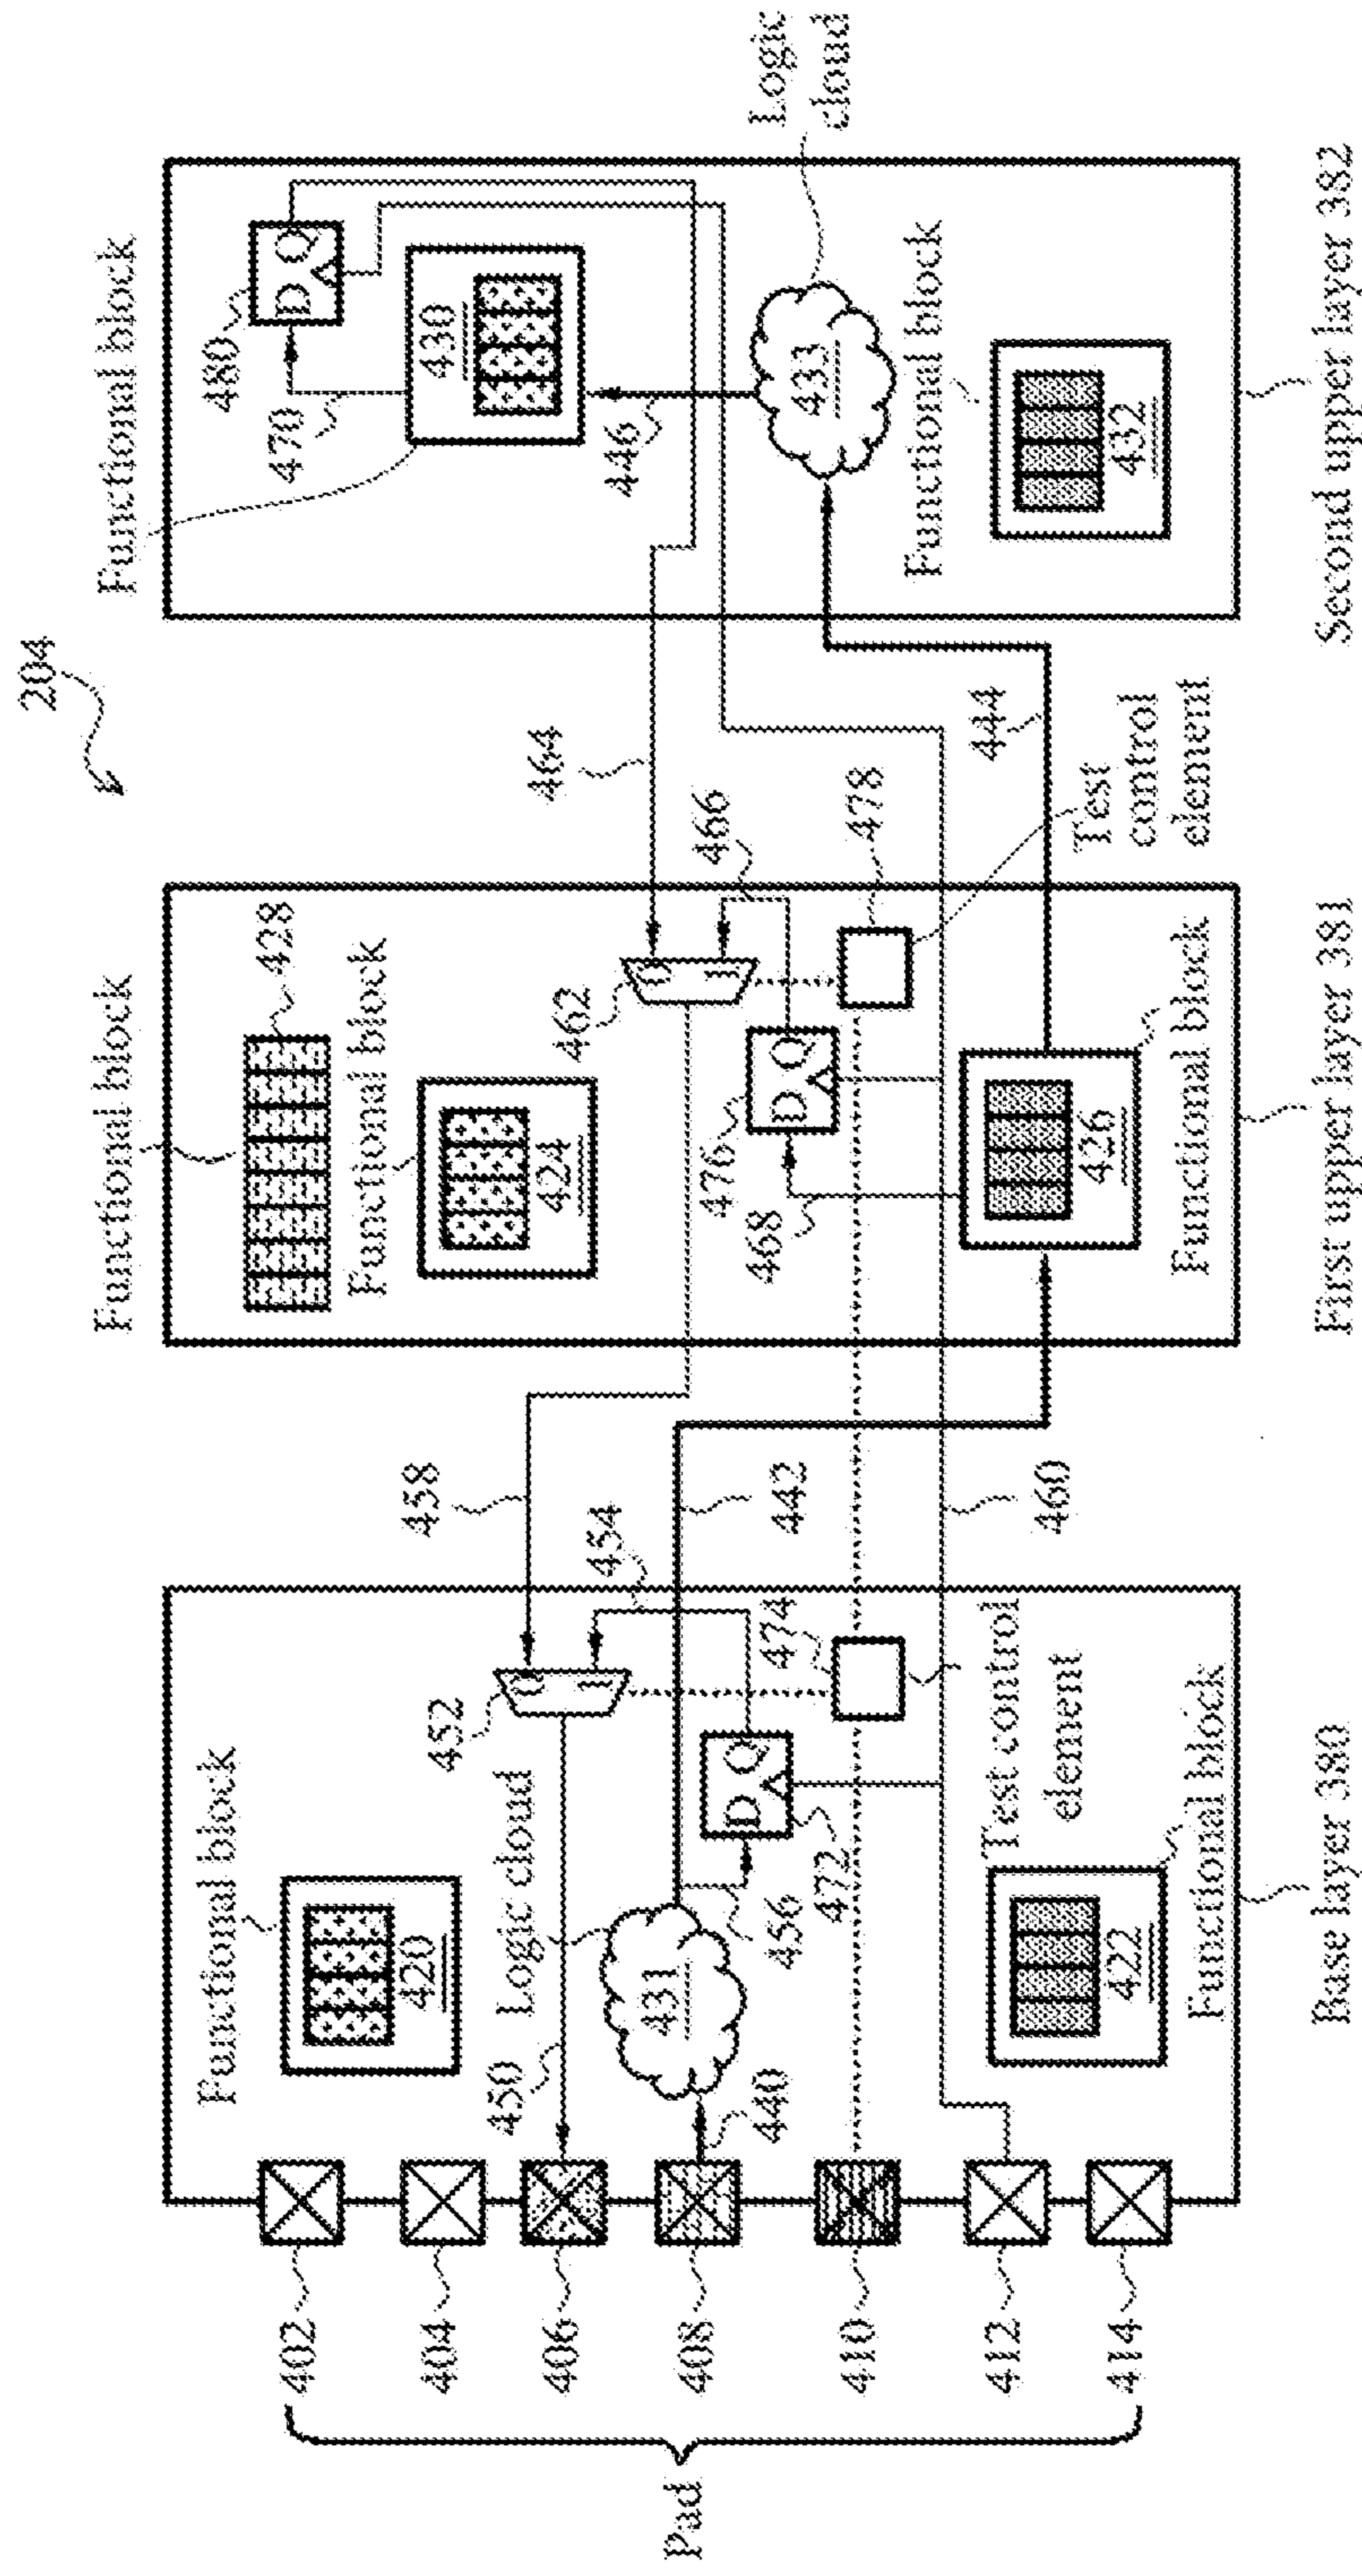 204
Functional block
480
470
D Q
430
446
433
Logic
cloud
Functional block
432
Second upper layer 382
464
466
444
Test
control
element
478
Functional block
428
Functional block
424
462
0
1
476
D Q
468
426
Functional block
First upper layer 381
458
454
442
460
Functional block
420
452
0
1
474
Logic cloud
431
D Q
472
456
450
440
Test control
element
422
Functional block
Base layer 380
402
404
406
408
410
412
414
Pad